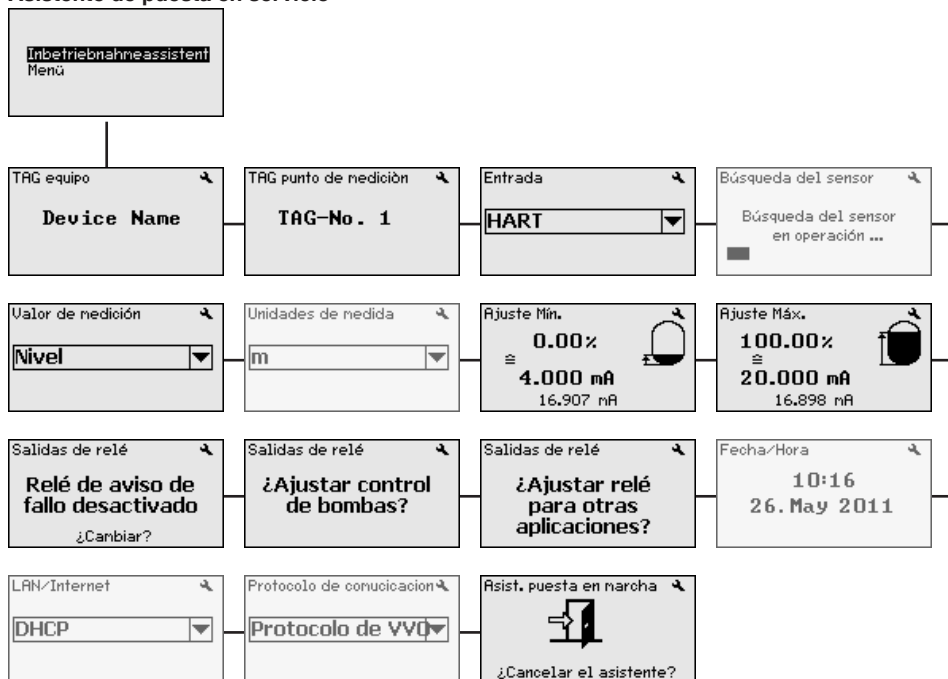 Asistente de puesta en servicio
Inbetriebnahmeassistent
Menü
TAG equipo
Device Name
TAG punto de medición
TAG-No. 1
Entrada
HART
Búsqueda del sensor
Búsqueda del sensor
en operación ...
Valor de medición
Nivel
Unidades de medida
m
Ajuste Mín.
0.00%
≙
4.000 mA
16.907 mA
Ajuste Máx.
100.00%
≙
20.000 mA
16.898 mA
Salidas de relé
Relé de aviso de
fallo desactivado
¿Cambiar?
Salidas de relé
¿Ajustar control
de bombas?
Salidas de relé
¿Ajustar relé
para otras
aplicaciones?
Fecha/Hora
10:16
26.May 2011
LAN/Internet
DHCP
Protocolo de comucicacion
Protocolo de VVO
Asist. puesta en marcha
¿Cancelar el asistente?